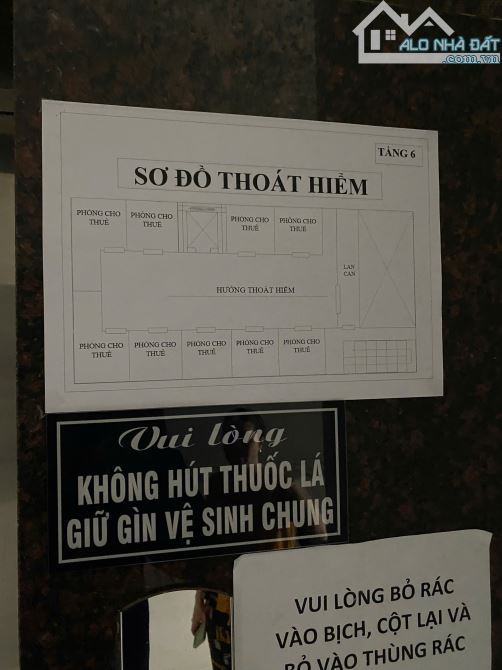 ALO NHÀ ĐẤT
.com.vn
TẦNG 6
SƠ ĐỒ THOÁT HIỂM
PHÒNG CHO
THUÊ
PHÒNG CHO
THUÊ
PHÒNG CHO
THUÊ
PHÒNG CHO
THUÊ
LAN
CAN
HƯỚNG THOÁT HIỂM
PHÒNG CHO
THUÊ
PHÒNG CHO
THUÊ
PHÒNG CHO
THUÊ
PHÒNG CHO
THUÊ
PHÒNG CHO
THUÊ
Vui lòng
KHÔNG HÚT THUỐC LÁ
GIỮ GÌN VỆ SINH CHUNG
VUI LÒNG BỎ RÁC
VÀO BỊCH, CỘT LẠI VÀ
BỎ VÀO THÙNG RÁC